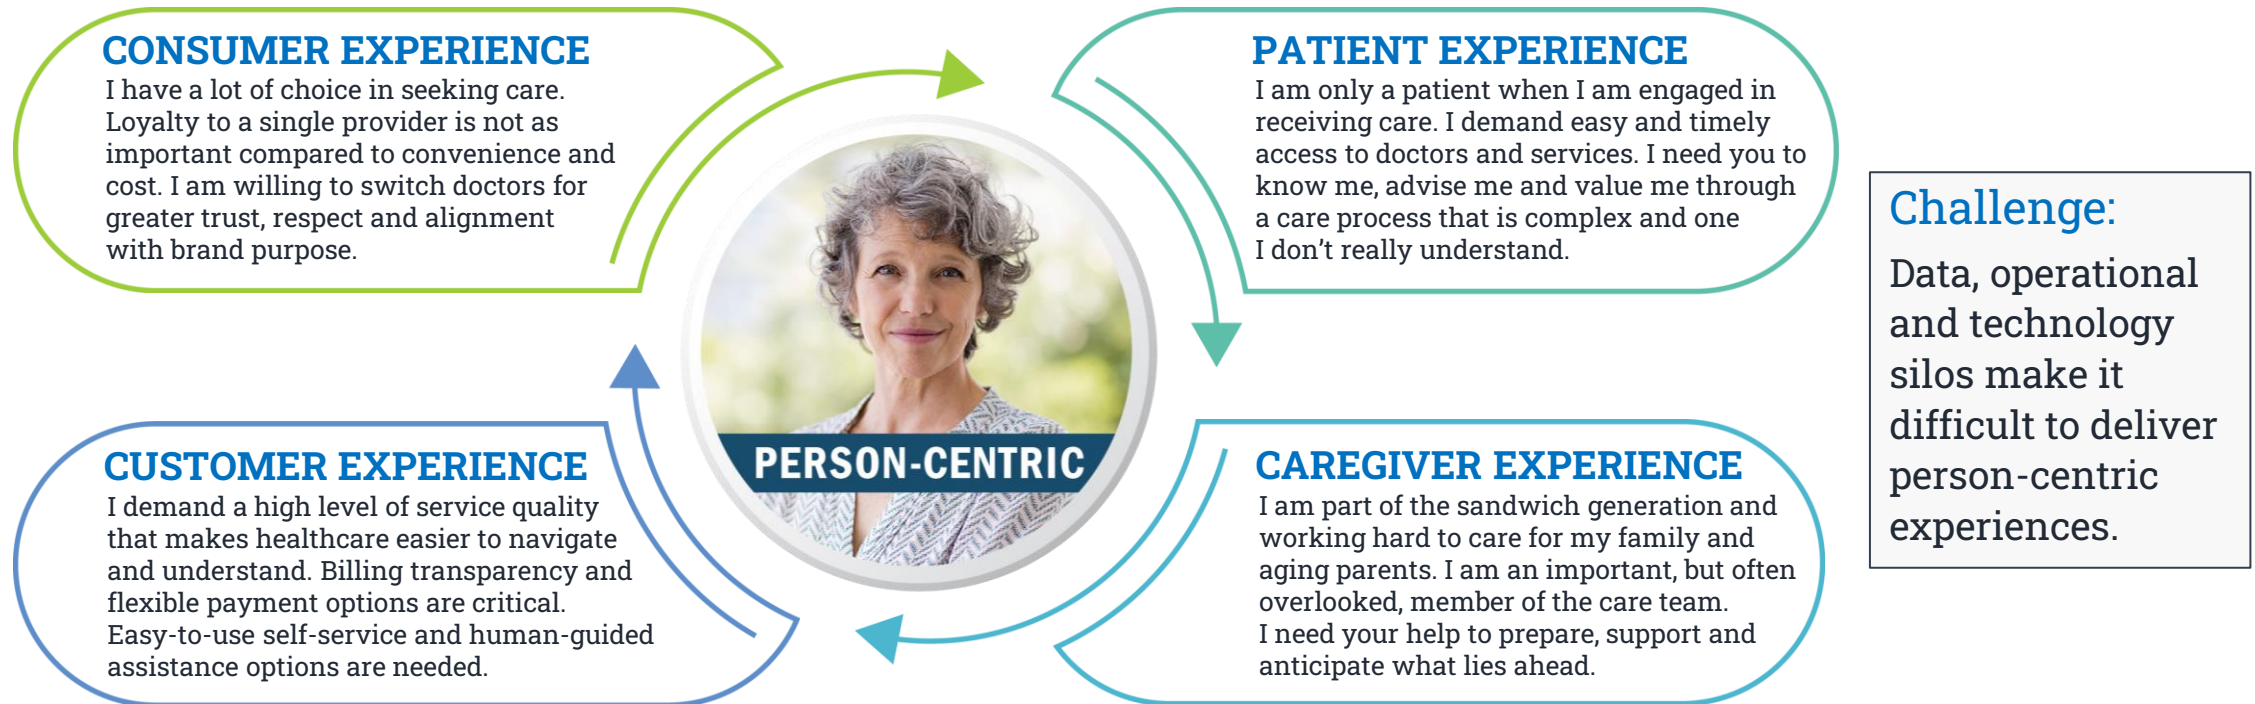 CONSUMER EXPERIENCE
I have a lot of choice in seeking care.
Loyalty to a single provider is not as
important compared to convenience and
cost. I am willing to switch doctors for
greater trust, respect and alignment
with brand purpose.
PATIENT EXPERIENCE
I am only a patient when I am engaged in
receiving care. I demand easy and timely
access to doctors and services. I need you to
know me, advise me and value me through
a care process that is complex and one
I don’t really understand.
CUSTOMER EXPERIENCE
I demand a high level of service quality
that makes healthcare easier to navigate
and understand. Billing transparency and
flexible payment options are critical.
Easy-to-use self-service and human-guided
assistance options are needed.
PERSON-CENTRIC
CAREGIVER EXPERIENCE
I am part of the sandwich generation and
working hard to care for my family and
aging parents. I am an important, but often
overlooked, member of the care team.
I need your help to prepare, support and
anticipate what lies ahead.
Challenge:
Data, operational
and technology
silos make it
difficult to deliver
person-centric
experiences.